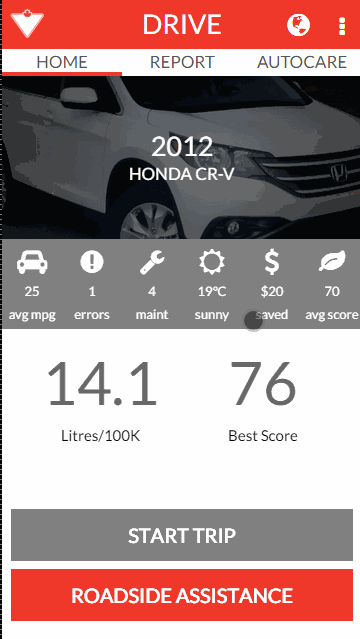 DRIVE
HOME REPORT AUTOCARE
2012
HONDA CR-V
25 1 4 19°C $20 70
avg mpg errors maint sunny saved avg score
14.1 76
Litres/100K Best Score
START TRIP
ROADSIDE ASSISTANCE